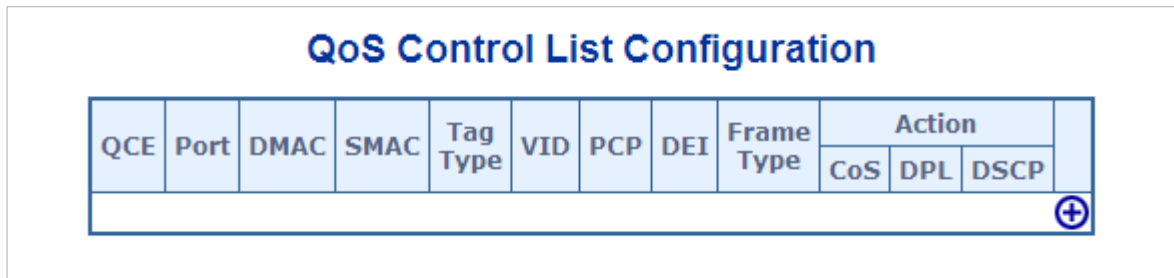 QoS Control List Configuration
QCE Port DMAC SMAC Tag Type VID PCP DEI Frame Type Action
CoS DPL DSCP